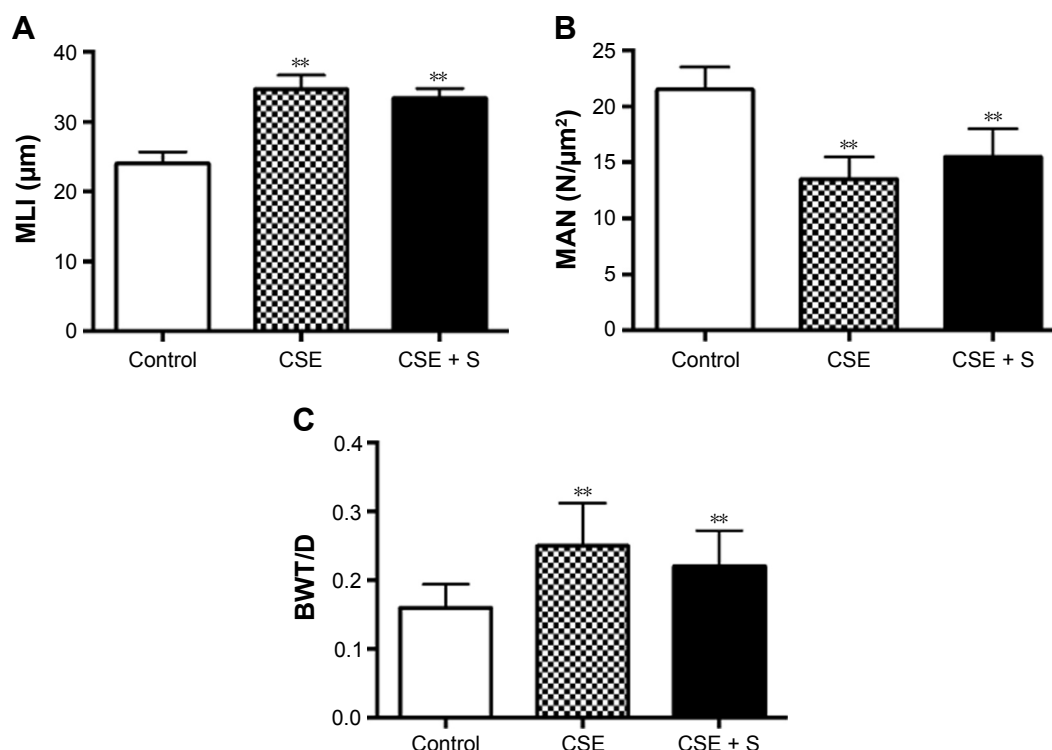 A
MLI (µm)
40
30
20
10
0
**
**
Control
CSE
CSE + S
B
MAN (N/µm²)
25
20
15
10
5
0
**
**
Control
CSE
CSE + S
C
BWT/D
0.4
0.3
0.2
0.1
0.0
**
**
Control
CSE
CSE + S